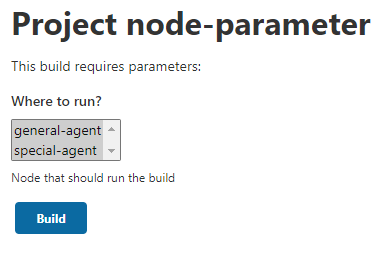 Project node-parameter
This build requires parameters:
Where to run?
general-agent
special-agent
Node that should run the build
Build